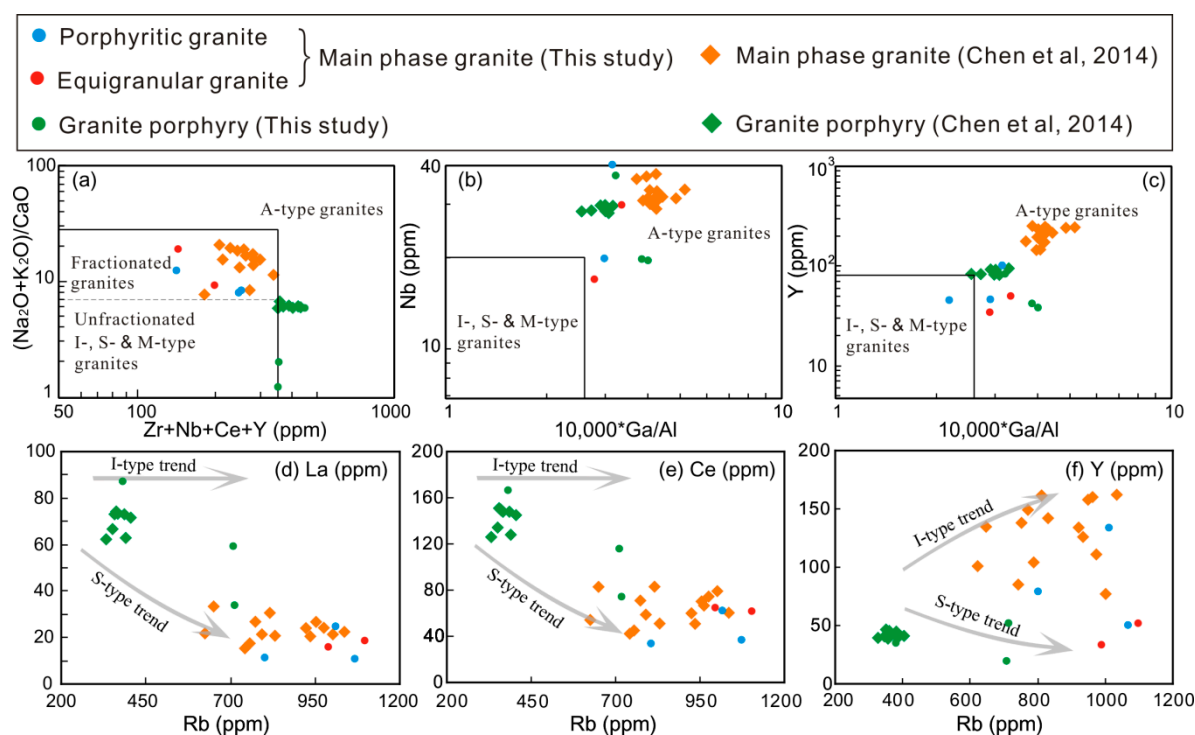 Porphyritic granite
Equigranular granite
Main phase granite (This study)
Granite porphyry (This study)
Main phase granite (Chen et al, 2014)
Granite porphyry (Chen et al, 2014)
(a)
A-type granites
Fractionated
granites
Unfractionated
I-, S- & M-type
granites
(Na₂O+K₂O)/CaO
100
10
1
50
100
1000
Zr+Nb+Ce+Y (ppm)
(b)
A-type
granites
I-, S- & M-type
granites
Nb (ppm)
40
10
1
10
10,000*Ga/Al
(c)
A-type granites
I-, S- & M-type
granites
Y (ppm)
10³
10²
10
1
10
10,000*Ga/Al
(d) La (ppm)
I-type trend
S-type trend
100
80
60
40
20
0
200
450
700
950
1200
Rb (ppm)
(e) Ce (ppm)
I-type trend
S-type trend
200
160
120
80
40
0
200
450
700
950
1200
Rb (ppm)
(f) Y (ppm)
I-type trend
S-type trend
200
150
100
50
0
200
400
600
800
1000
1200
Rb (ppm)